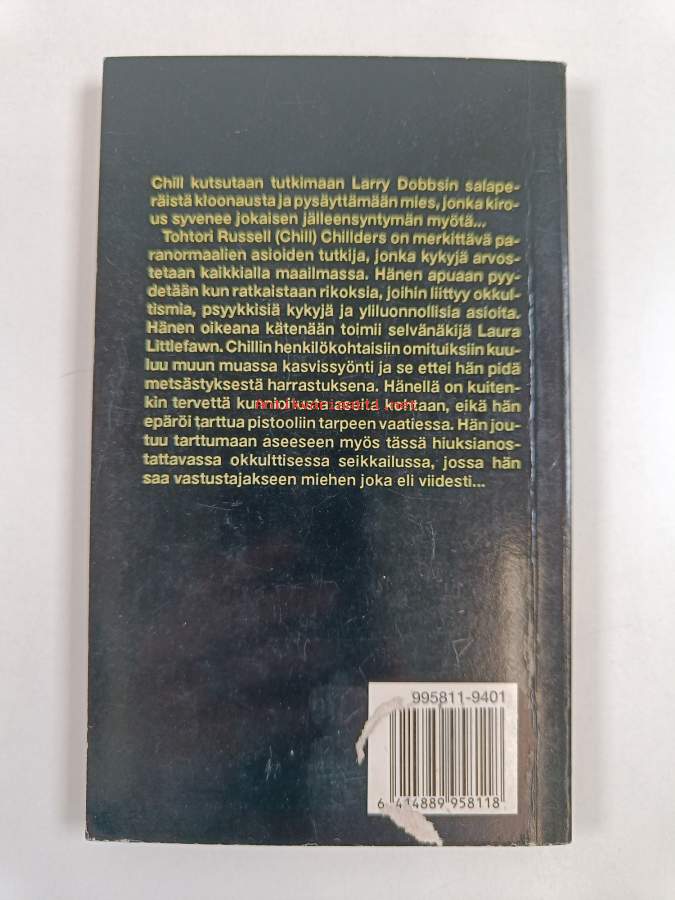 Chill kutsutaan tutkimaan Larry Dobbsin salape-
räistä kloonausta ja pysäyttämään mies, jonka kiro-
us syvenee jokaisen jälleensyntymän myötä...
Tohtori Russell (Chill) Chillders on merkittävä pa-
ranormaalien asioiden tutkija, jonka kykyjä arvos-
tetaan kaikkialla maailmassa. Hänen apuaan pyy-
detään kun ratkaistaan rikoksia, joihin liittyy okkul-
tismia, psyykkisiä kykyjä ja yliluonnollisia asioita.
Hänen oikeana kätenään toimii selvänäkijä Laura
Littlefawn. Chillin henkilökohtaisiin omituiksiin kuu-
luu muun muassa kasvissyönti ja se ettei hän pidä
metsästyksestä harrastuksena. Hänellä on kuiten-
kin tervettä kunnioitusta aseita kohtaan, eikä hän
epäröi tarttua pistooliin tarpeen vaatiessa. Hän jou-
tuu tarttumaan aseeseen myös tässä hiuksianos-
tattavassa okkulttisessa seikkailussa, jossa hän
saa vastustajakseen miehen joka eli viidesti...
995811-9401
6 414889 958118